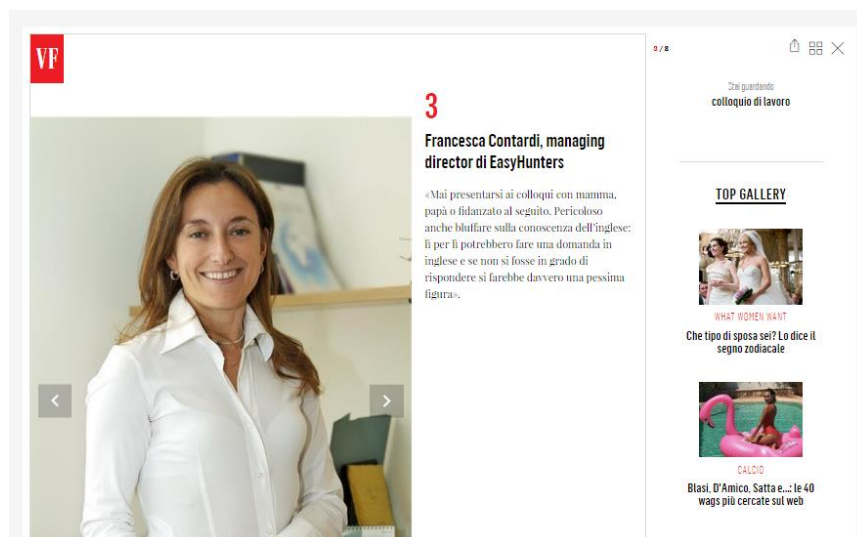 VF
3
Francesca Contardi, managing
director di EasyHunters
«Mai presentarsi ai colloqui con mamma,
papà o fidanzato al seguito. Pericoloso
anche bluffare sulla conoscenza dell'inglese:
lì per lì potrebbero fare una domanda in
inglese e se non si fosse in grado di
rispondere si farebbe davvero una pessima
figura».
3/8
Stai guardando
colloquio di lavoro
TOP GALLERY
WHAT WOMEN WANT
Che tipo di sposa sei? Lo dice il
segno zodiacale
CALCIO
Blasi, D'Amico, Satta e...: le 40
wags più cercate sul web